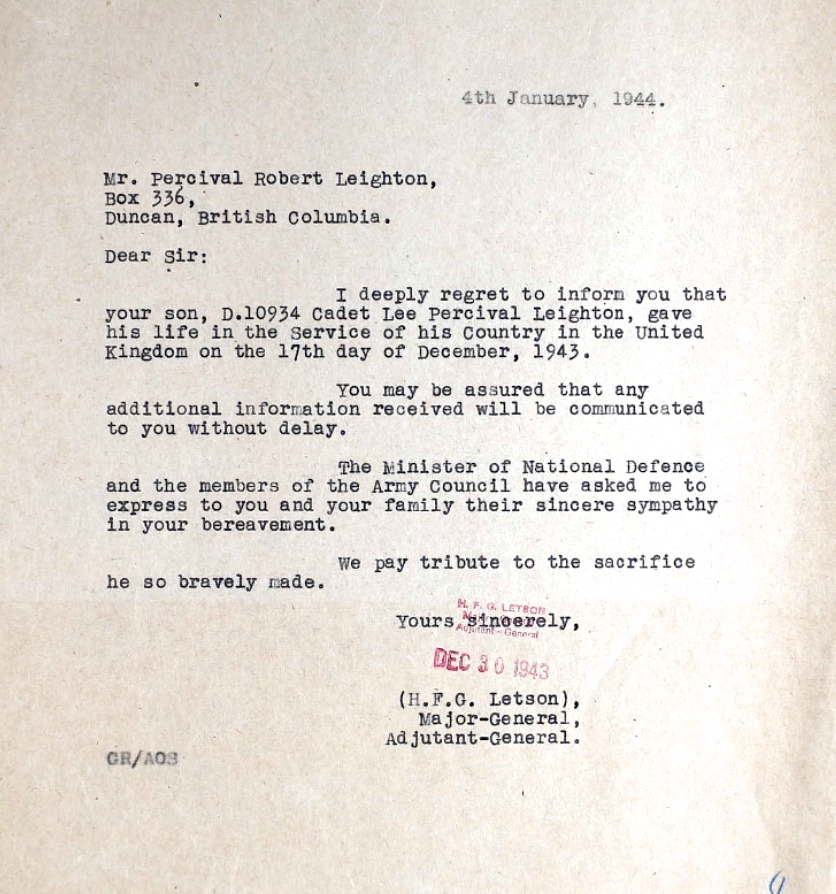 4th January, 1944.
Mr. Percival Robert Leighton,
Box 336,
Duncan, British Columbia.
Dear Sir:
I deeply regret to inform you that
your son, D.10934 Cadet Lee Percival Leighton, gave
his life in the Service of his Country in the United
Kingdom on the 17th day of December, 1943.
You may be assured that any
additional information received will be communicated
to you without delay.
The Minister of National Defence
and the members of the Army Council have asked me to
express to you and your family their sincere sympathy
in your bereavement.
We pay tribute to the sacrifice
he so bravely made.
H. F. G. LETSON
Yours sincerely,
Adjutant-General
DEC 30 1943
(H.F.G. Letson),
Major-General,
Adjutant-General.
GR/AOS